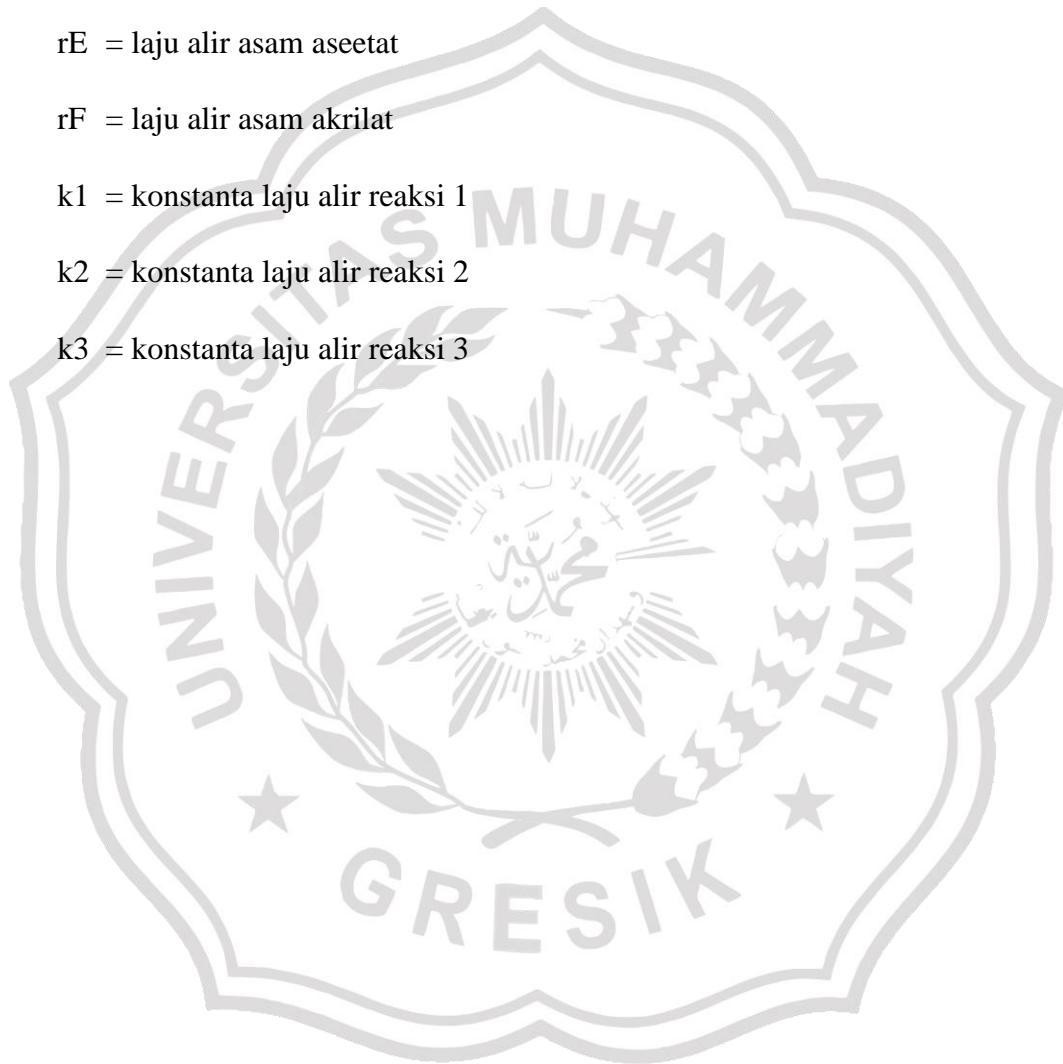 rE = laju alir asam aseetat
rF = laju alir asam akrilat
k1 = konstanta laju alir reaksi 1
k2 = konstanta laju alir reaksi 2
k3 = konstanta laju alir reaksi 3
UNIVERSITAS MUHAMMADIYAH
GRESIK